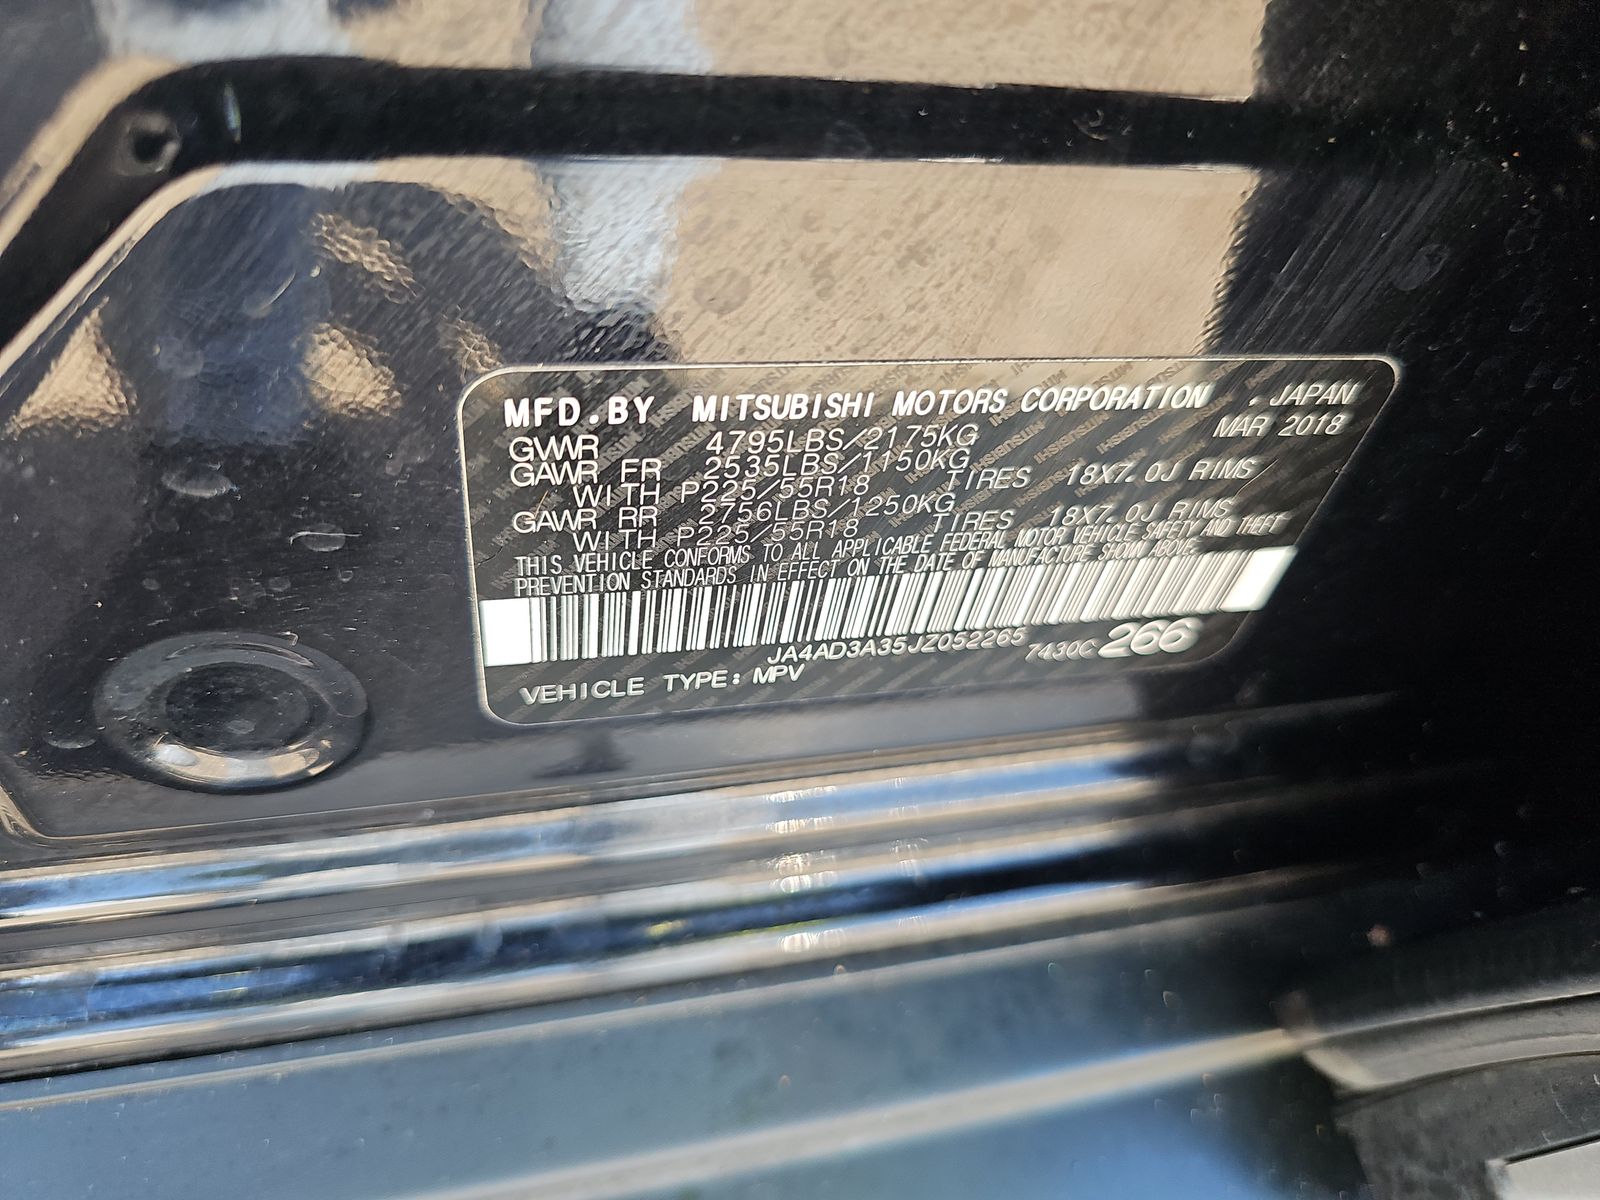 MFD.BY MITSUBISHI MOTORS CORPORATION .JAPAN
GVWR 4795LBS/2175KG MAR 2018
GAWR FR 2535LBS/1150KG
WITH P225/55R18 TIRES 18X7.0J RIMS
GAWR RR 2756LBS/1250KG
WITH P225/55R18 TIRES 18X7.0J RIMS
THIS VEHICLE CONFORMS TO ALL APPLICABLE FEDERAL MOTOR VEHICLE SAFETY AND THEFT
PREVENTION STANDARDS IN EFFECT ON THE DATE OF MANUFACTURE SHOWN ABOVE.
JA4AD3A35JZ052265 7430C 266
VEHICLE TYPE: MPV